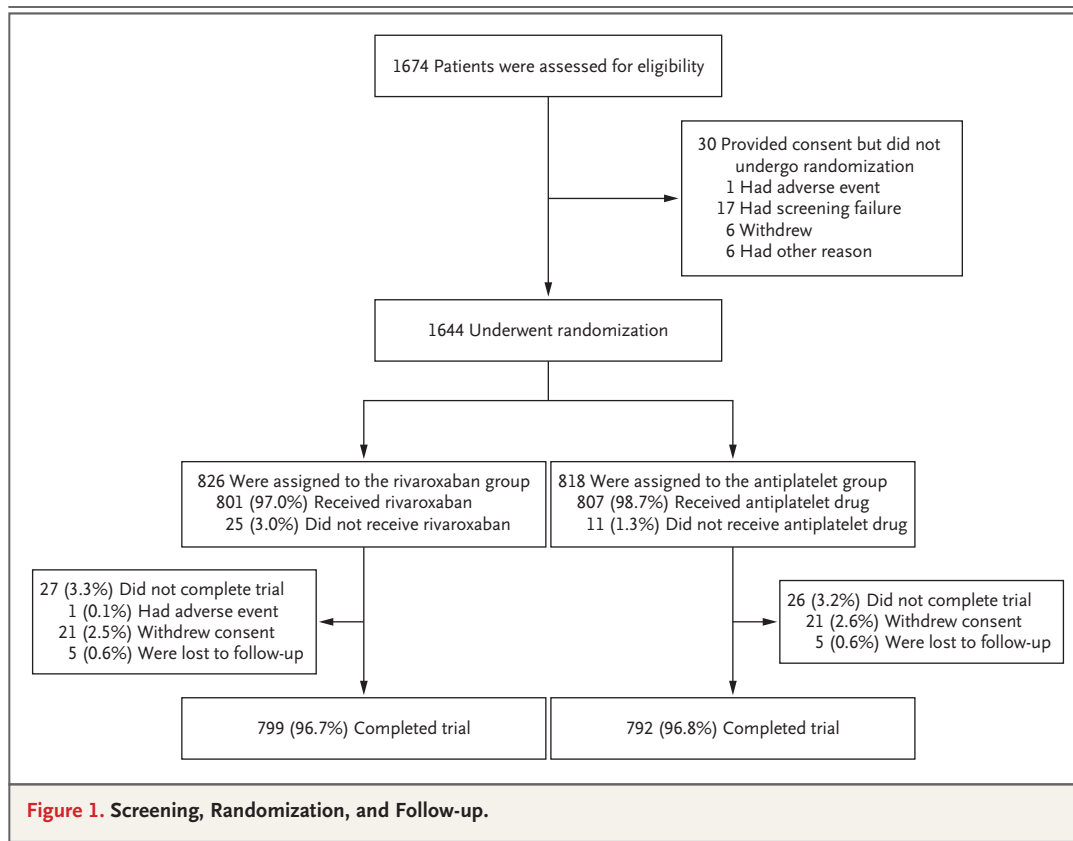 1674 Patients were assessed for eligibility
30 Provided consent but did not
undergo randomization
1 Had adverse event
17 Had screening failure
6 Withdrew
6 Had other reason
1644 Underwent randomization
826 Were assigned to the rivaroxaban group
801 (97.0%) Received rivaroxaban
25 (3.0%) Did not receive rivaroxaban
818 Were assigned to the antiplatelet group
807 (98.7%) Received antiplatelet drug
11 (1.3%) Did not receive antiplatelet drug
27 (3.3%) Did not complete trial
1 (0.1%) Had adverse event
21 (2.5%) Withdrew consent
5 (0.6%) Were lost to follow-up
26 (3.2%) Did not complete trial
21 (2.6%) Withdrew consent
5 (0.6%) Were lost to follow-up
799 (96.7%) Completed trial
792 (96.8%) Completed trial
Figure 1. Screening, Randomization, and Follow-up.